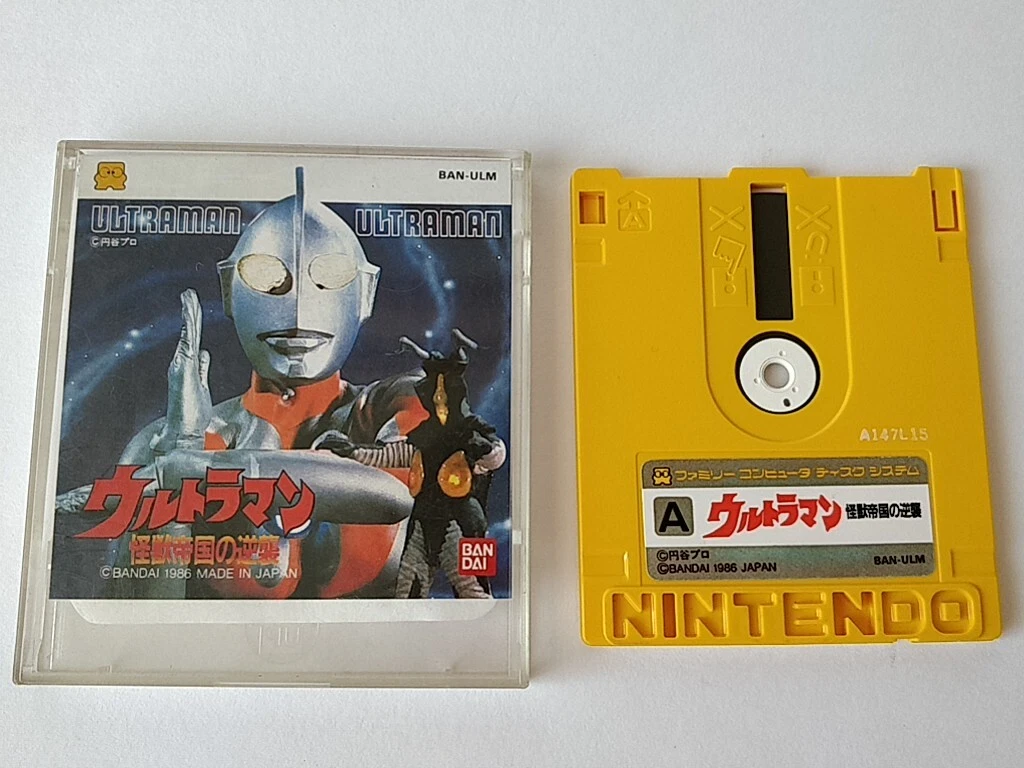 BAN-ULM
ULTRAMAN ULTRAMAN
©円谷プロ
ウルトラマン
怪獣帝国の逆襲
©BANDAI 1986 MADE IN JAPAN
BAN
DAI
A147L15
ファミリー コンピュータ ディスク システム
A
ウルトラマン 怪獣帝国の逆襲
©円谷プロ
©BANDAI 1986 JAPAN
BAN-ULM
NINTENDO